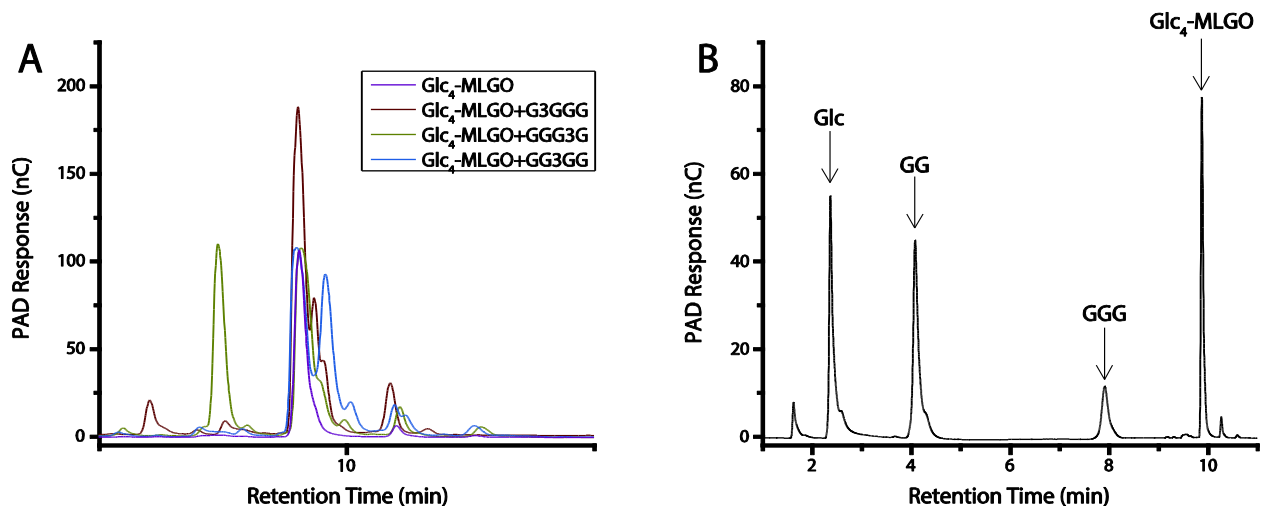 A
PAD Response (nC)
200
150
100
50
0
10
Retention Time (min)
Glc4-MLGO
Glc4-MLGO+G3GGG
Glc4-MLGO+GGG3G
Glc4-MLGO+GG3GG
B
PAD Response (nC)
80
60
40
20
0
2 4 6 8 10
Retention Time (min)
Glc
GG
GGG
Glc4-MLGO